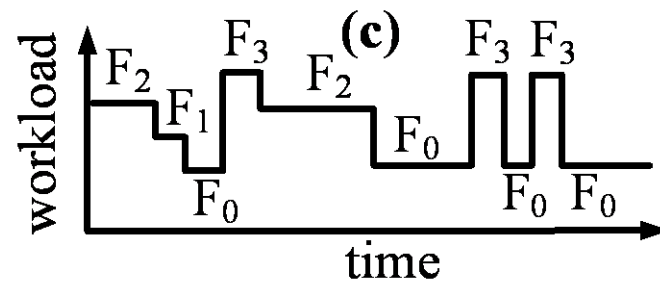 (c)
workload
F₂ F₁ F₀ F₃ F₂ F₀ F₃ F₀ F₃ F₀
time